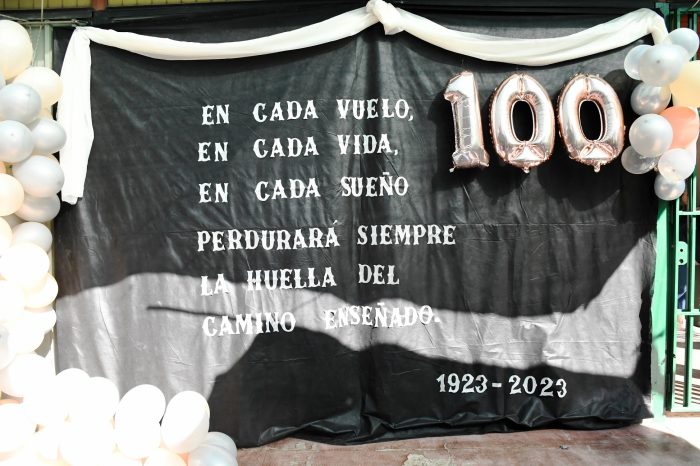 EN CADA VUELO,
EN CADA VIDA,
EN CADA SUEÑO
PERDURARÁ SIEMPRE
LA HUELLA DEL
CAMINO ENSEÑADO.
1923-2023
100